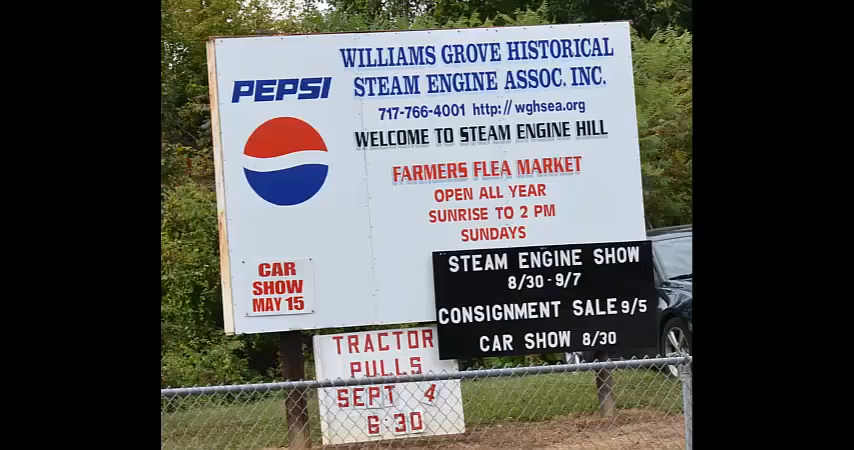 WILLIAMS GROVE HISTORICAL
STEAM ENGINE ASSOC. INC.
PEPSI
717-766-4001 http://wghsea.org
WELCOME TO STEAM ENGINE HILL
FARMERS FLEA MARKET
OPEN ALL YEAR
SUNRISE TO 2 PM
SUNDAYS
CAR
SHOW
MAY 15
STEAM ENGINE SHOW
8/30 - 9/7
CONSIGNMENT SALE 9/5
CAR SHOW 8/30
TRACTOR
PULLS
SEPT 4
6:30